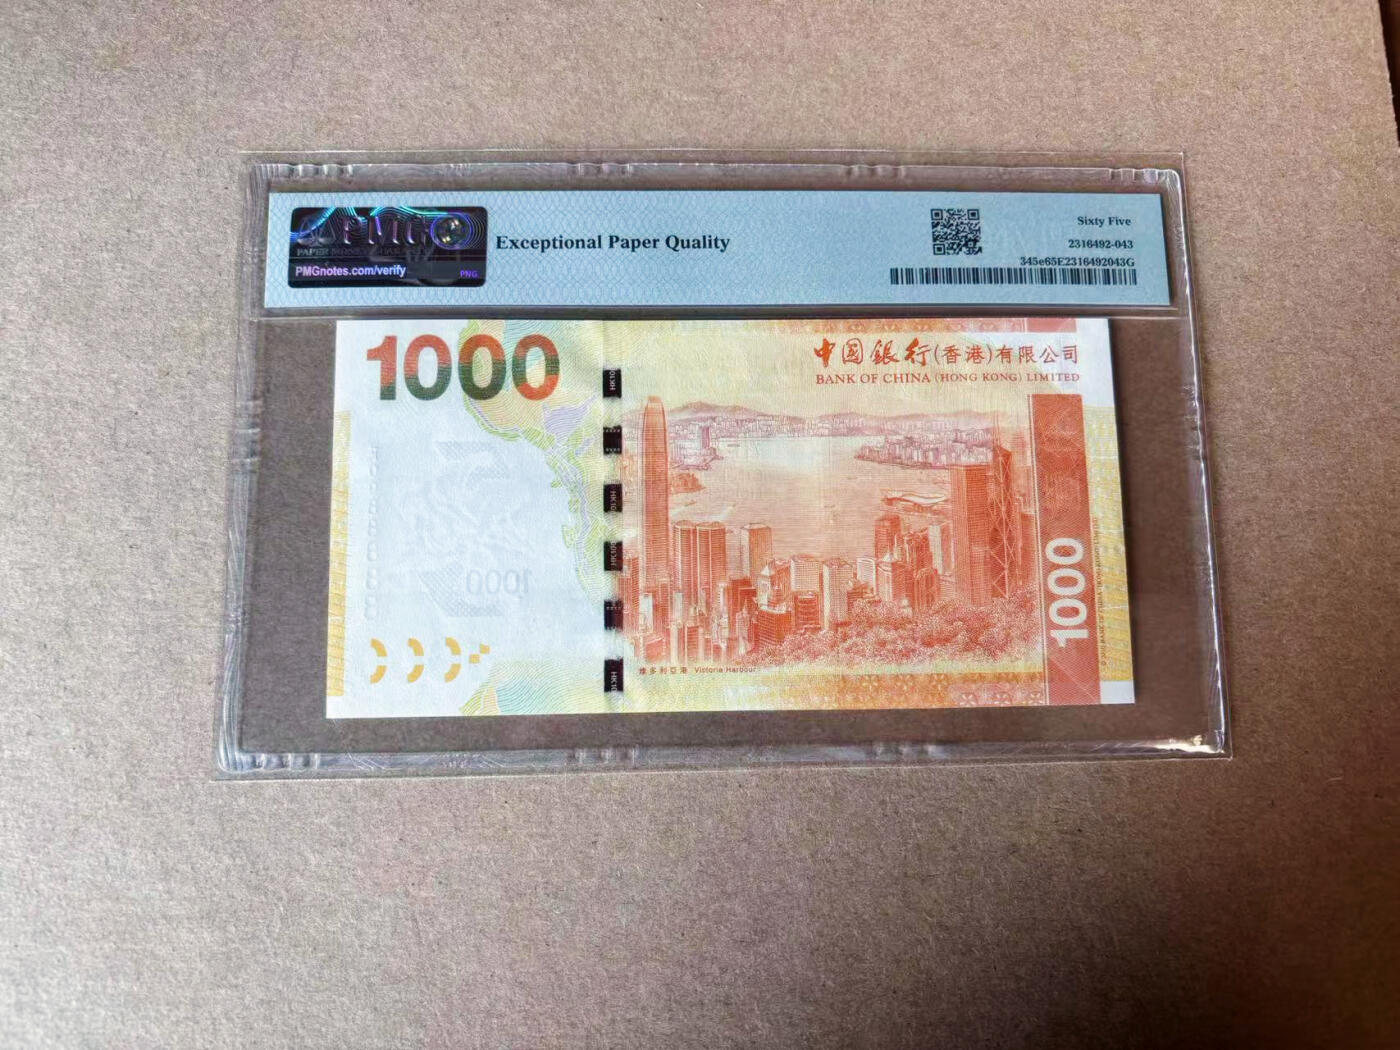 PMG
PMGnotes.com/verify
PNG
Exceptional Paper Quality
Sixty Five
2316492-043
345e65E2316492043G
1000
中國銀行(香港)有限公司
BANK OF CHINA (HONG KONG) LIMITED
1000
1000
維多利亞港 Victoria Harbour